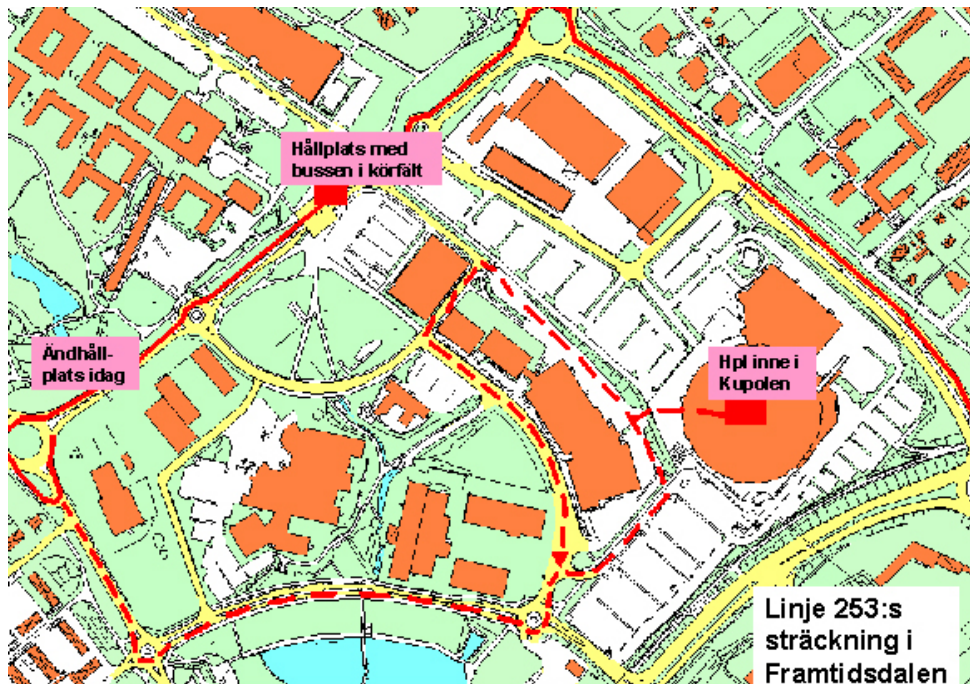 Hållplats med
bussen i körfält
Ändhåll-
plats idag
Hpl inne i
Kupolen
Linje 253:s
sträckning i
Framtidsdalen